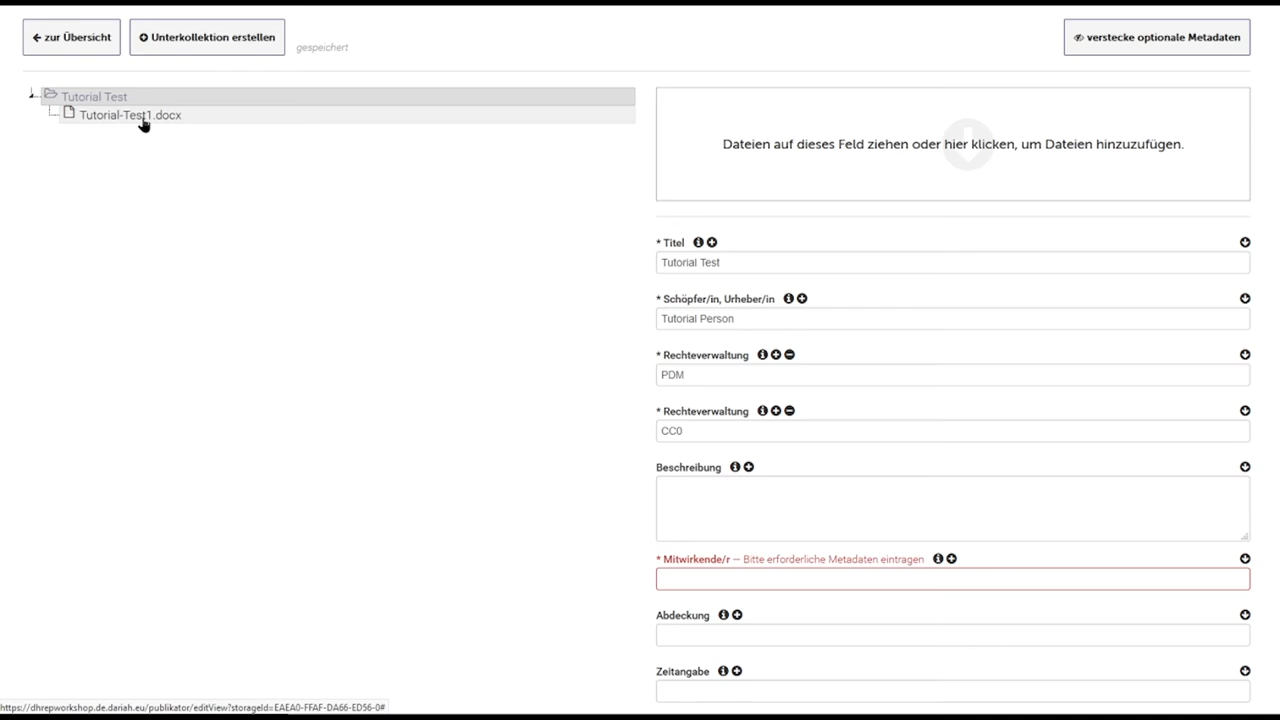 zur Übersicht
Unterkollektion erstellen
gespeichert
verstecke optionale Metadaten
Tutorial Test
Tutorial-Test1.docx
Dateien auf dieses Feld ziehen oder hier klicken, um Dateien hinzuzufügen.
* Titel
Tutorial Test
* Schöpfer/in, Urheber/in
Tutorial Person
* Rechteverwaltung
PDM
* Rechteverwaltung
CC0
Beschreibung
* Mitwirkende/r — Bitte erforderliche Metadaten eintragen
Abdeckung
Zeitangabe
https://dhrepworkshop.de.dariah.eu/publikator/editView?storageId=EAEA0-FFAF-DA66-ED56-0#